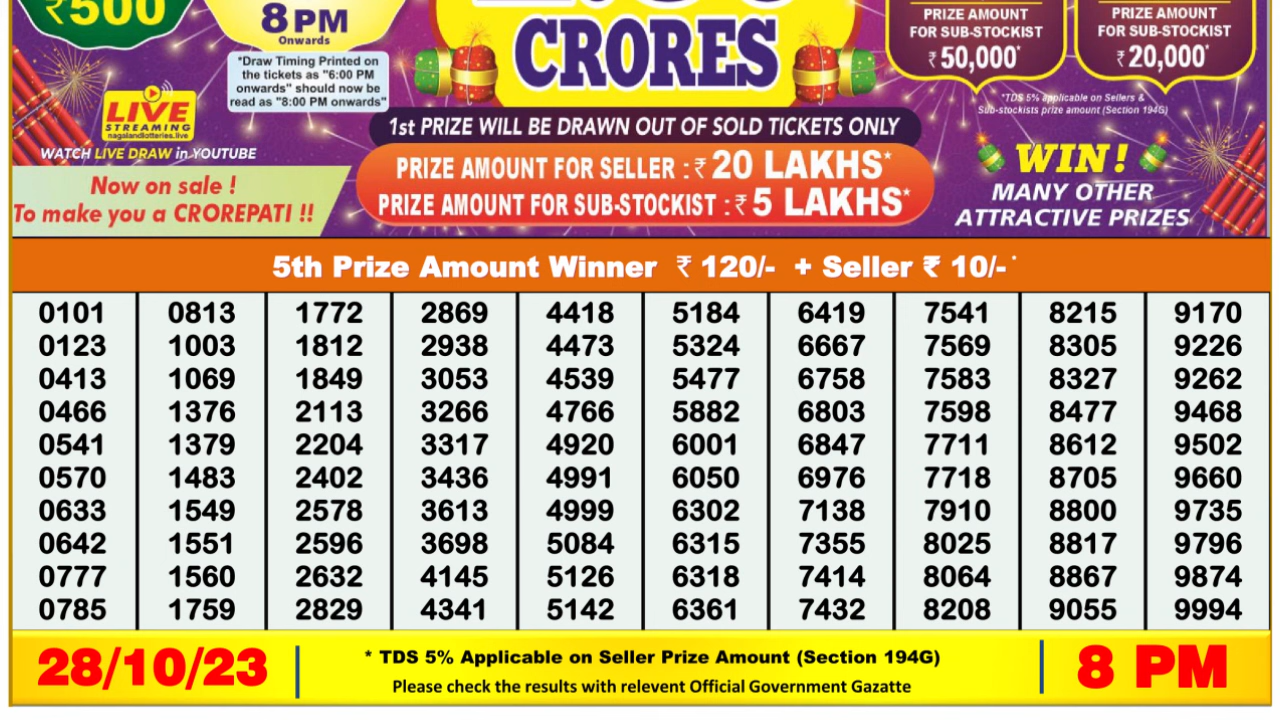 ₹500
8 PM
Onwards
"Draw Timing Printed on
the tickets as "6:00 PM
onwards" should now be
read as "8:00 PM onwards"
LIVE
STREAMING
nagalandlotteries.live
WATCH LIVE DRAW in YOUTUBE
Now on sale !
To make you a CROREPATI !!
CRORES
1st PRIZE WILL BE DRAWN OUT OF SOLD TICKETS ONLY
PRIZE AMOUNT FOR SELLER : ₹ 20 LAKHS*
PRIZE AMOUNT FOR SUB-STOCKIST : ₹ 5 LAKHS*
PRIZE AMOUNT
FOR SUB-STOCKIST
₹ 50,000*
PRIZE AMOUNT
FOR SUB-STOCKIST
₹ 20,000*
*TDS 5% applicable on Sellers &
Sub-stockists prize amount (Section 194G)
WIN !
MANY OTHER
ATTRACTIVE PRIZES
5th Prize Amount Winner ₹ 120/- + Seller ₹ 10/- *
0101 0813 1772 2869 4418 5184 6419 7541 8215 9170
0123 1003 1812 2938 4473 5324 6667 7569 8305 9226
0413 1069 1849 3053 4539 5477 6758 7583 8327 9262
0466 1376 2113 3266 4766 5882 6803 7598 8477 9468
0541 1379 2204 3317 4920 6001 6847 7711 8612 9502
0570 1483 2402 3436 4991 6050 6976 7718 8705 9660
0633 1549 2578 3613 4999 6302 7138 7910 8800 9735
0642 1551 2596 3698 5084 6315 7355 8025 8817 9796
0777 1560 2632 4145 5126 6318 7414 8064 8867 9874
0785 1759 2829 4341 5142 6361 7432 8208 9055 9994
28/10/23
* TDS 5% Applicable on Seller Prize Amount (Section 194G)
Please check the results with relevent Official Government Gazatte
8 PM